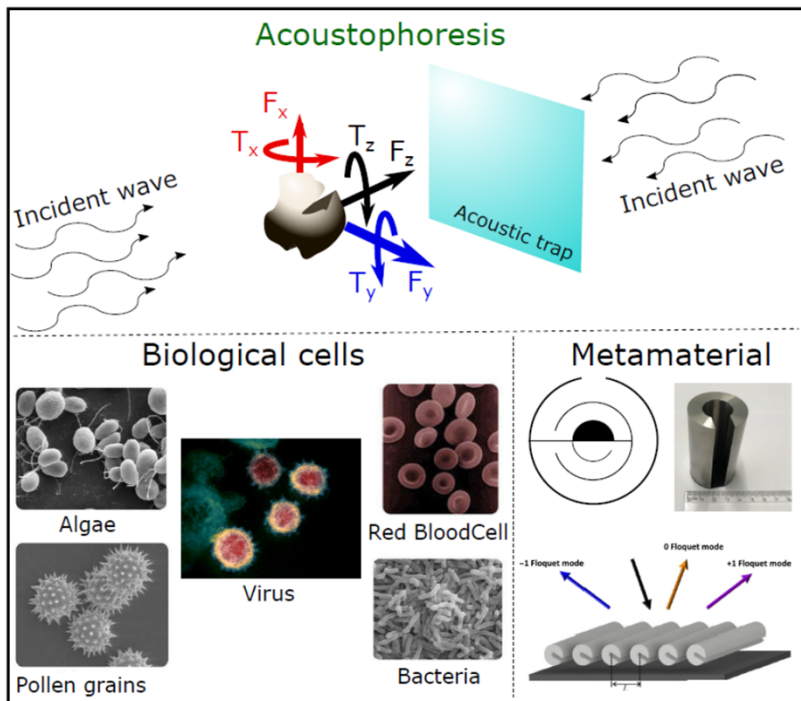 Acoustophoresis
Incident wave
Fx
Tx
Tz
Fz
Ty
Fy
Acoustic trap
Incident wave
Biological cells
Algae
Virus
Red BloodCell
Pollen grains
Bacteria
Metamaterial
-1 Floquet mode
0 Floquet mode
+1 Floquet mode